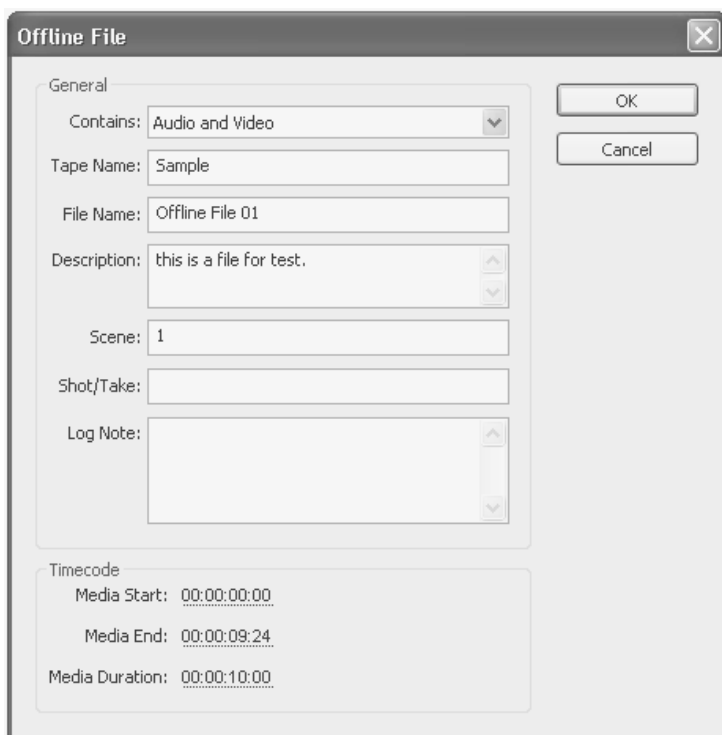 Offline File
General
Contains: Audio and Video
OK
Tape Name: Sample
Cancel
File Name: Offline File 01
Description: this is a file for test.
Scene: 1
Shot/Take:
Log Note:
Timecode
Media Start: 00:00:00:00
Media End: 00:00:09:24
Media Duration: 00:00:10:00